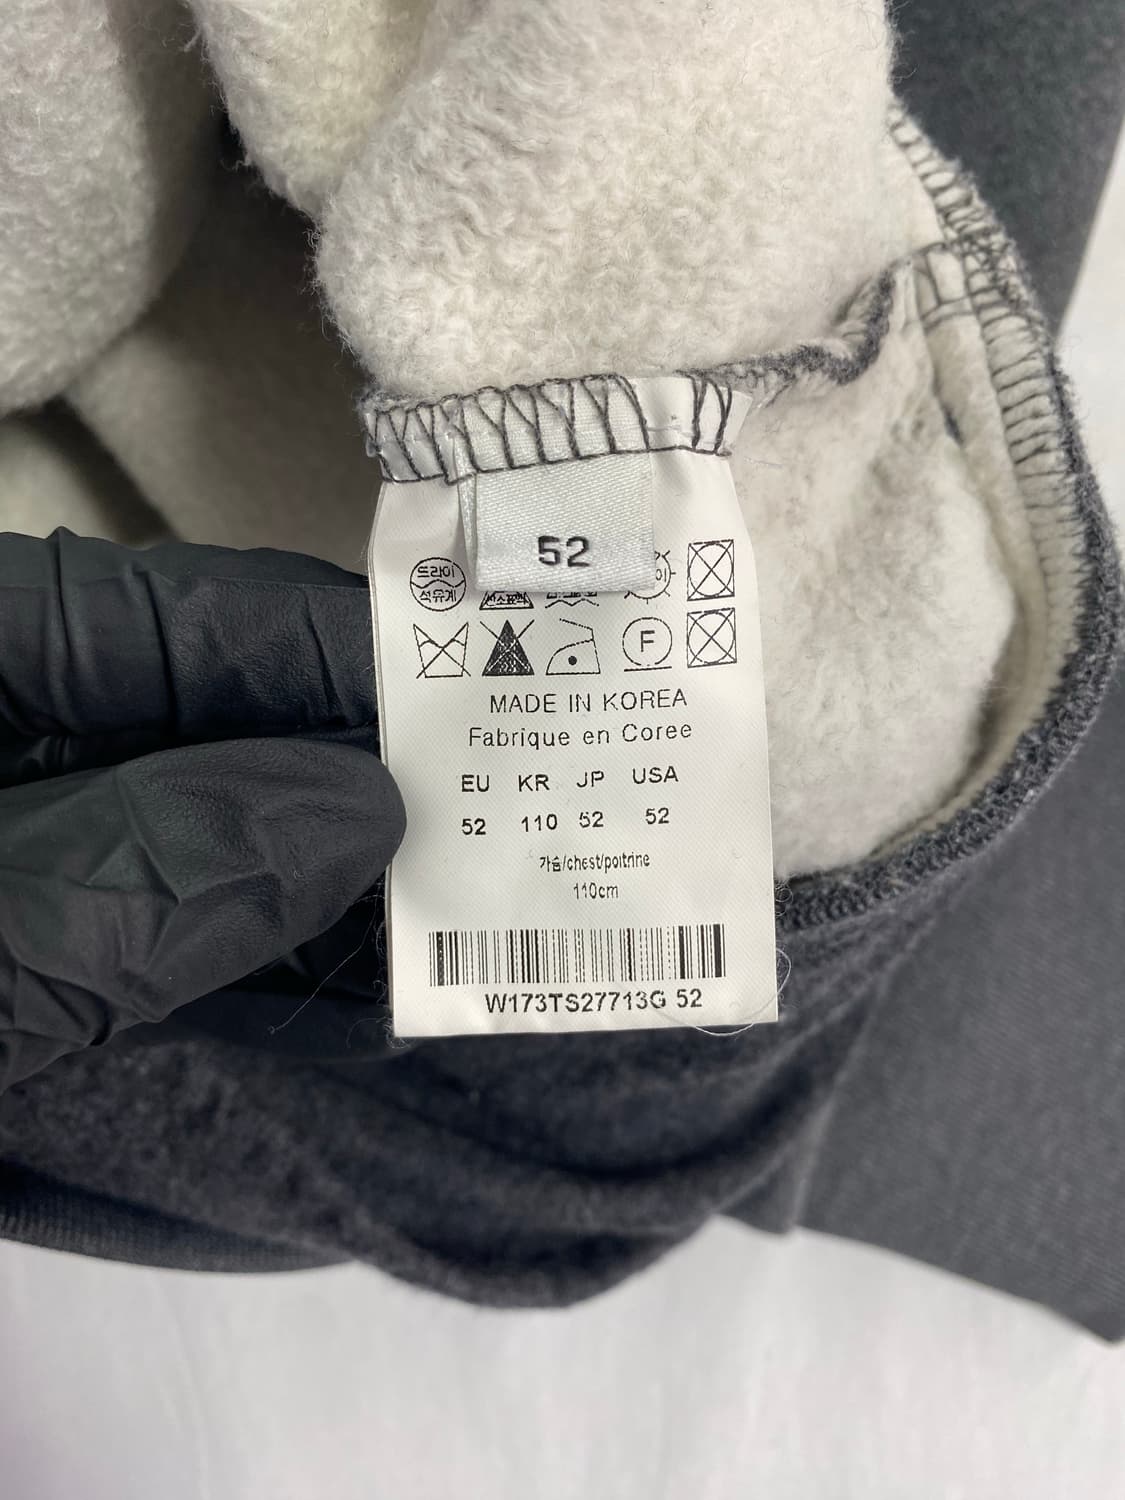 52
드라이
석유계
F
MADE IN KOREA
Fabrique en Coree
EU KR JP USA
52 110 52 52
가슴/chest/poitrine
110cm
W173TS27713G 52